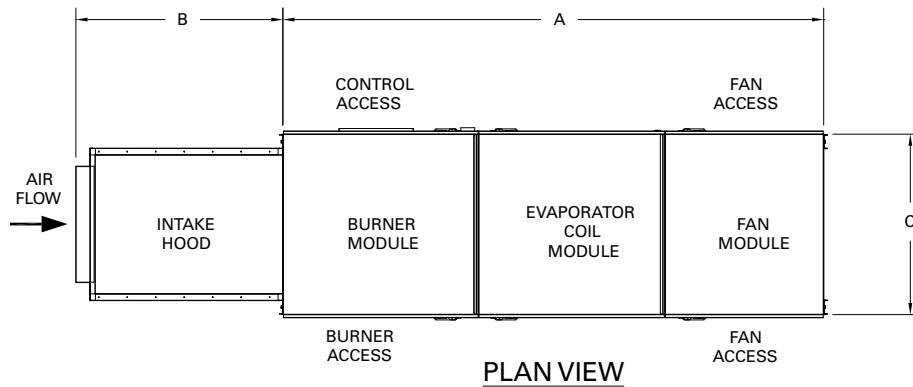 B
A
CONTROL
ACCESS
FAN
ACCESS
AIR
FLOW
INTAKE
HOOD
BURNER
MODULE
EVAPORATOR
COIL
MODULE
FAN
MODULE
C
BURNER
ACCESS
FAN
ACCESS
PLAN VIEW